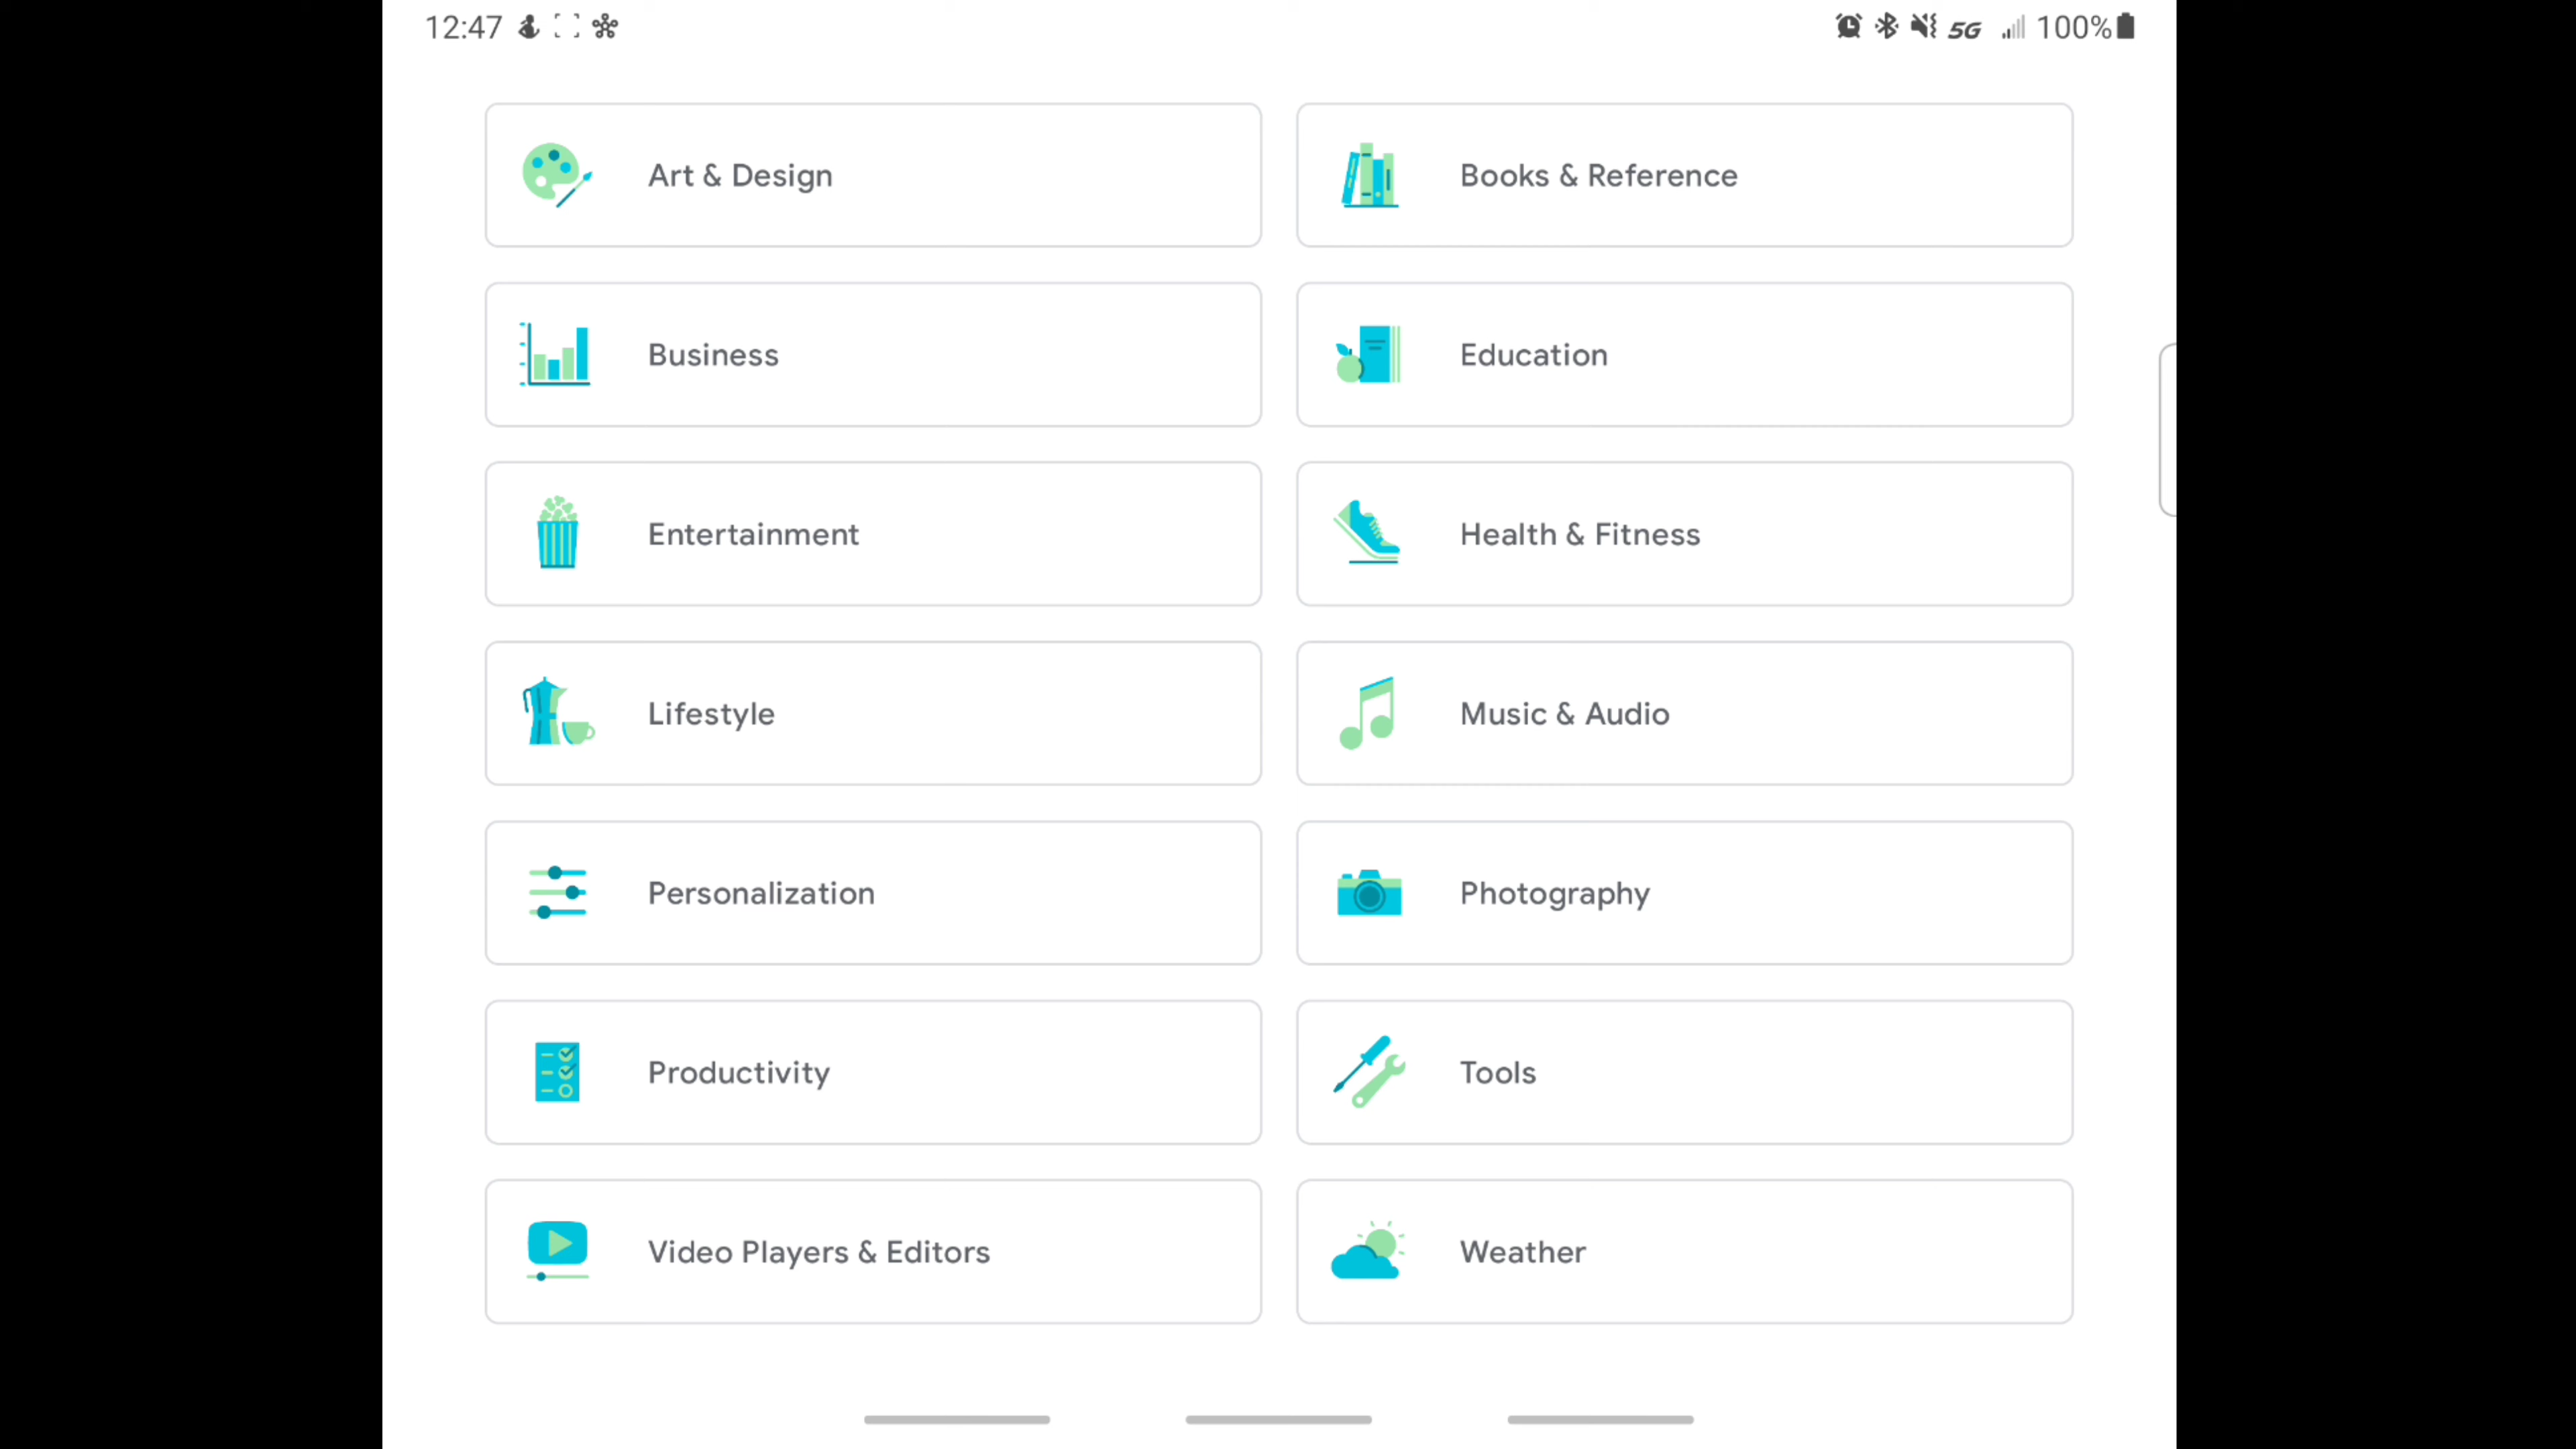 12:47 5G 100%
Art & Design
Books & Reference
Business
Education
Entertainment
Health & Fitness
Lifestyle
Music & Audio
Personalization
Photography
Productivity
Tools
Video Players & Editors
Weather